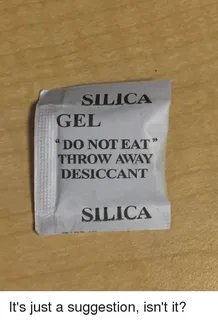 SILICA
GEL
"DO NOT EAT"
THROW AWAY
DESICCANT
SILICA
It's just a suggestion, isn't it?